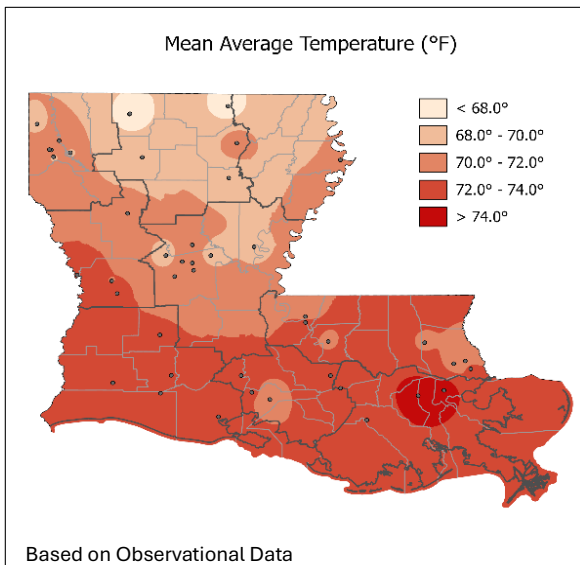 Mean Average Temperature (°F)
< 68.0°
68.0° - 70.0°
70.0° - 72.0°
72.0° - 74.0°
> 74.0°
Based on Observational Data